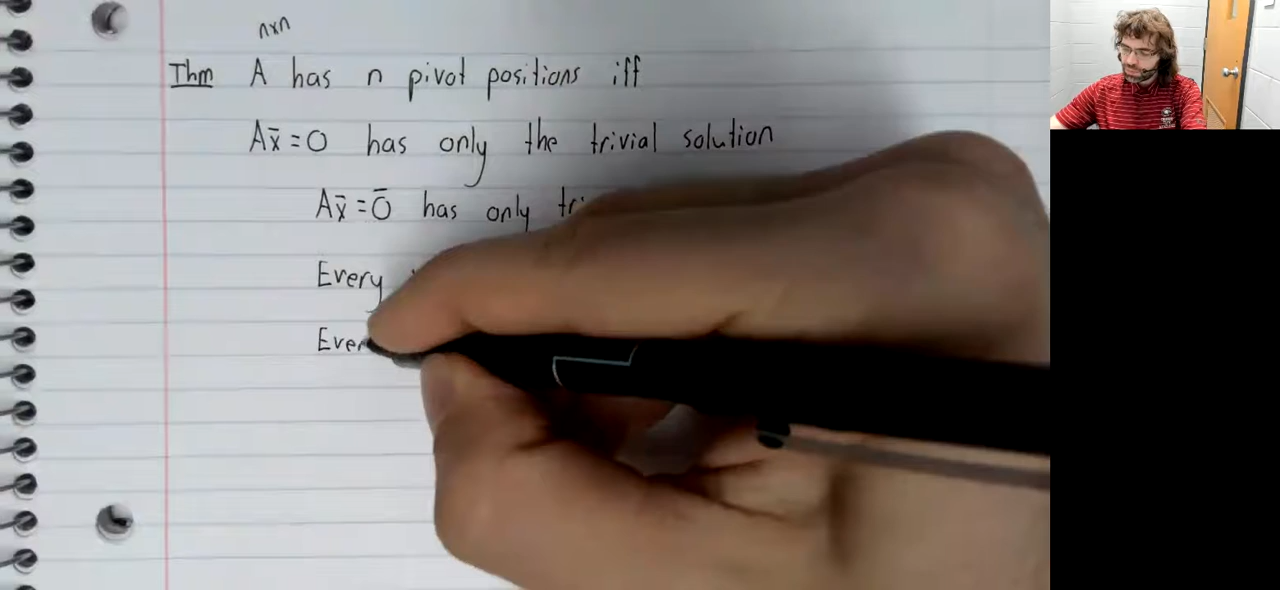 nxn
Thm A has n pivot positions iff
Ax̄ = 0 has only the trivial solution
Ax̄ = 0̄ has only
Every